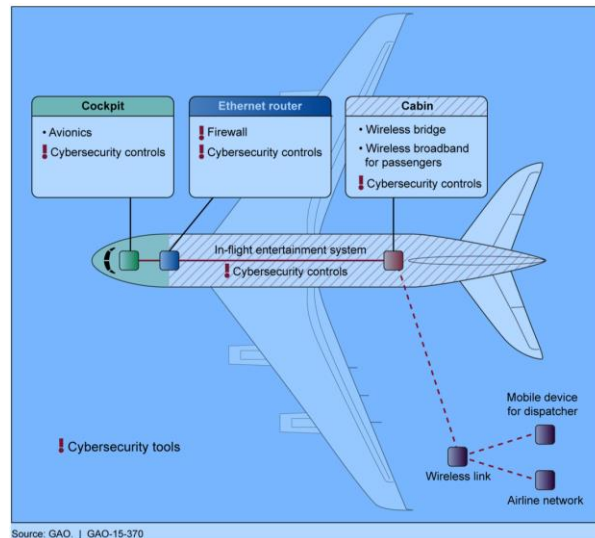 Cockpit
• Avionics
! Cybersecurity controls
Ethernet router
! Firewall
! Cybersecurity controls
Cabin
• Wireless bridge
• Wireless broadband
for passengers
! Cybersecurity controls
In-flight entertainment system
! Cybersecurity controls
Mobile device
for dispatcher
! Cybersecurity tools
Wireless link
Airline network
Source: GAO. | GAO-15-370